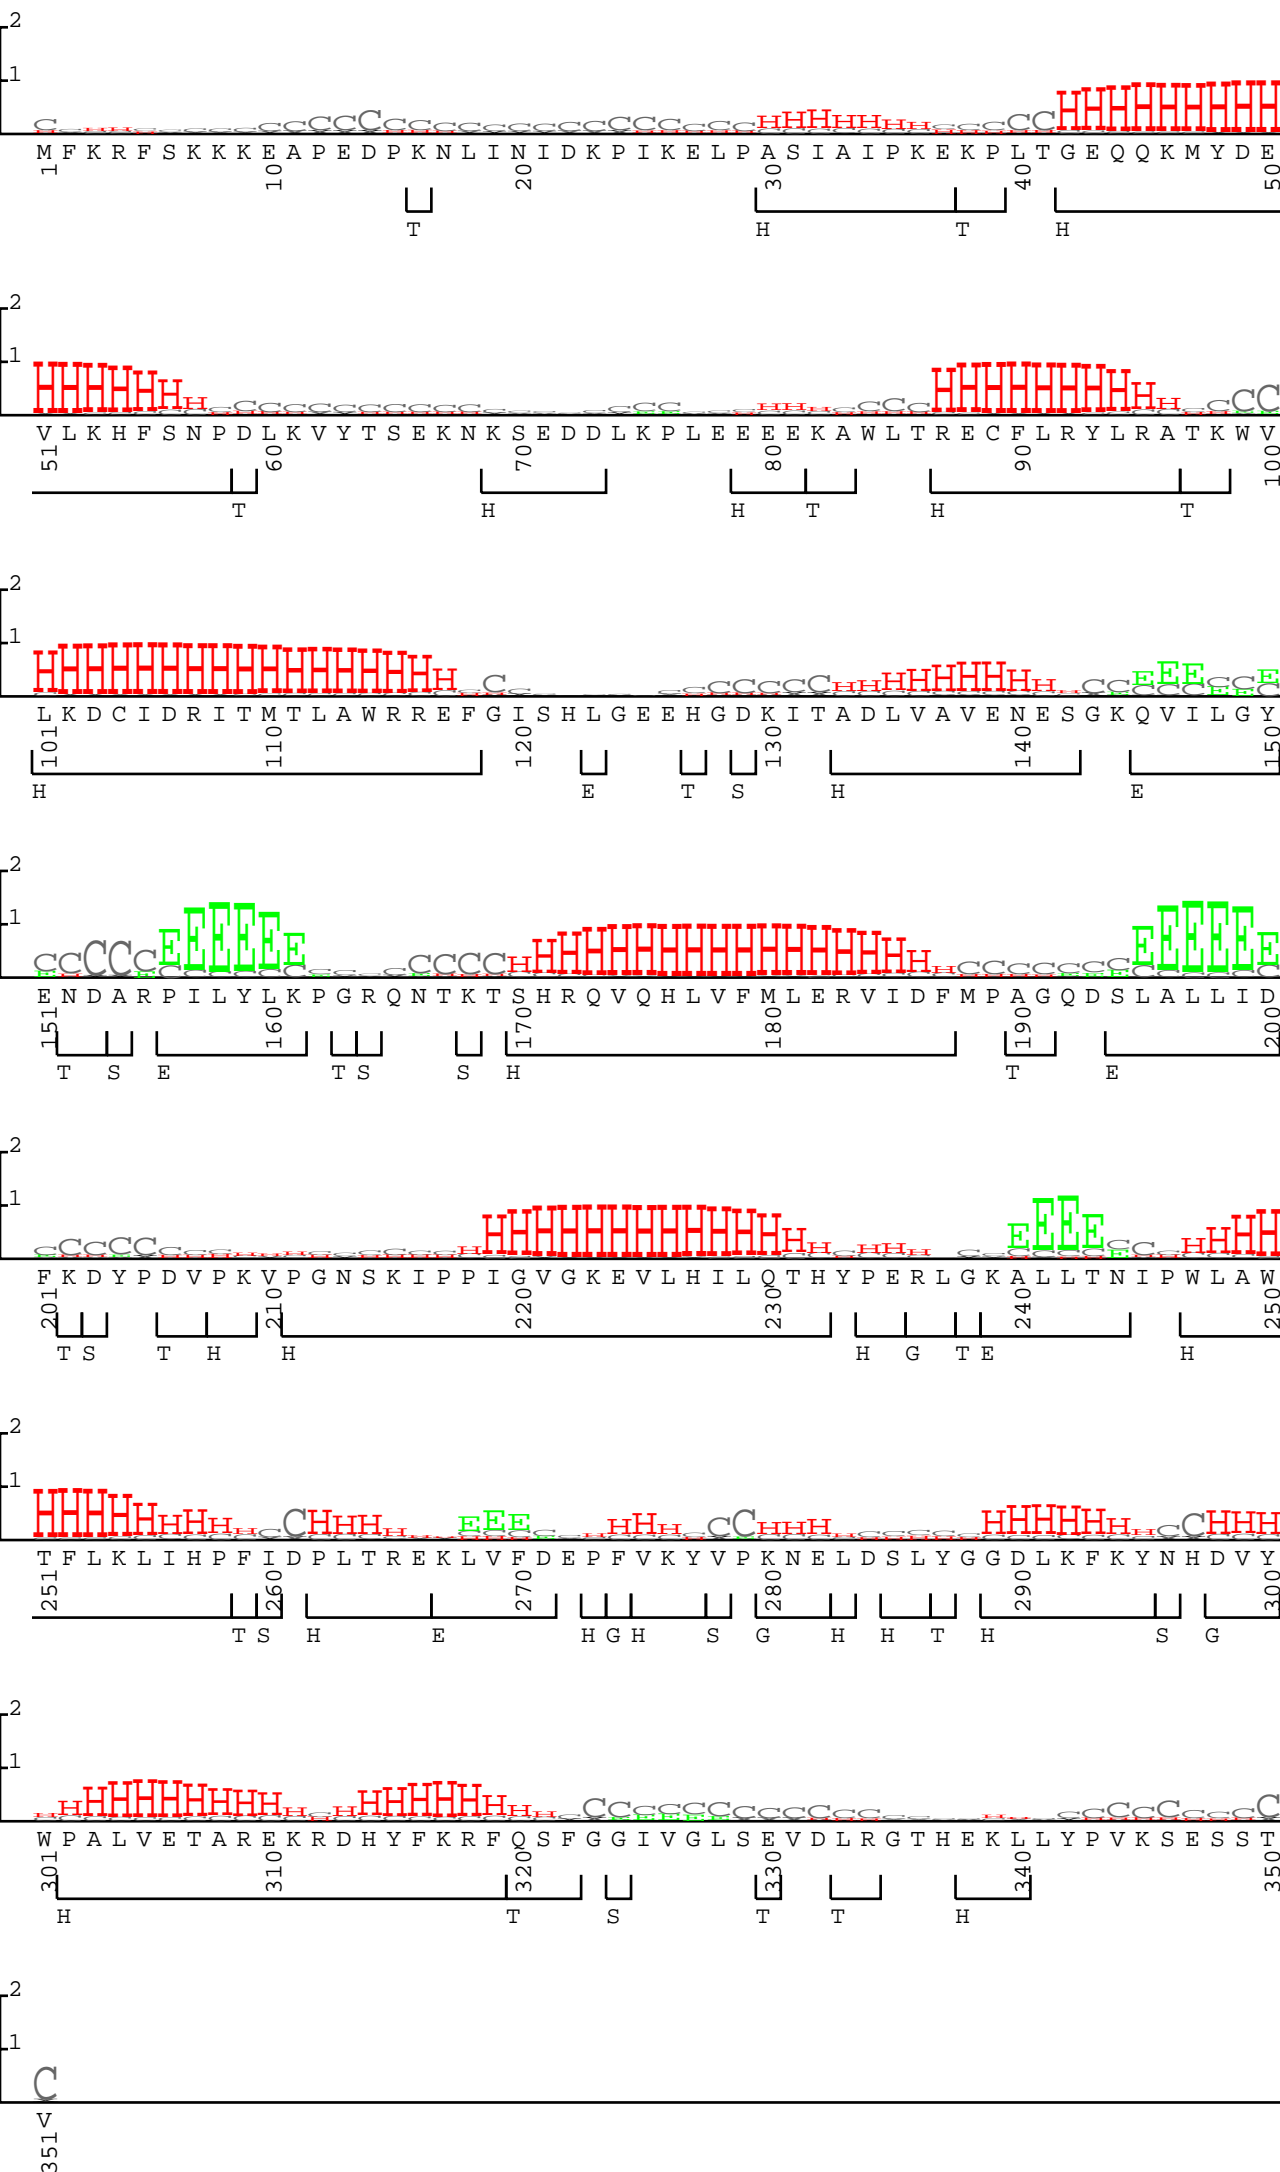 2
1
M F K R F S K K K E A P E D P K N L I N I D K P I K E L P A S I A I P K E K P L T G E Q Q K M Y D E
1 10 20 30 40 50
T H T H
2
1
V L K H F S N P D L K V Y T S E K N K S E D D L K P L E E E E K A W L T R E C F L R Y L R A T K W V
51 60 70 80 90 100
T H H T H T
2
1
L K D C I D R I T M T L A W R R E F G I S H L G E E H G D K I T A D L V A V E N E S G K Q V I L G Y
101 110 120 130 140 150
H E T S H E
2
1
E N D A R P I L Y L K P G R Q N T K T S H R Q V Q H L V F M L E R V I D F M P A G Q D S L A L L I D
151 160 170 180 190 200
T S E T S S H T E
2
1
F K D Y P D V P K V P G N S K I P P I G V G K E V L H I L Q T H Y P E R L G K A L L T N I P W L A W
201 210 220 230 240 250
T S T H H H G T E H
2
1
T F L K L I H P F I D P L T R E K L V F D E P F V K Y V P K N E L D S L Y G G D L K F K Y N H D V Y
251 260 270 280 290 300
T S H E H G H S G H H T H S G
2
1
W P A L V E T A R E K R D H Y F K R F Q S F G G I V G L S E V D L R G T H E K L L Y P V K S E S S T
301 310 320 330 340 350
H T S T T H
2
1
C
V
351